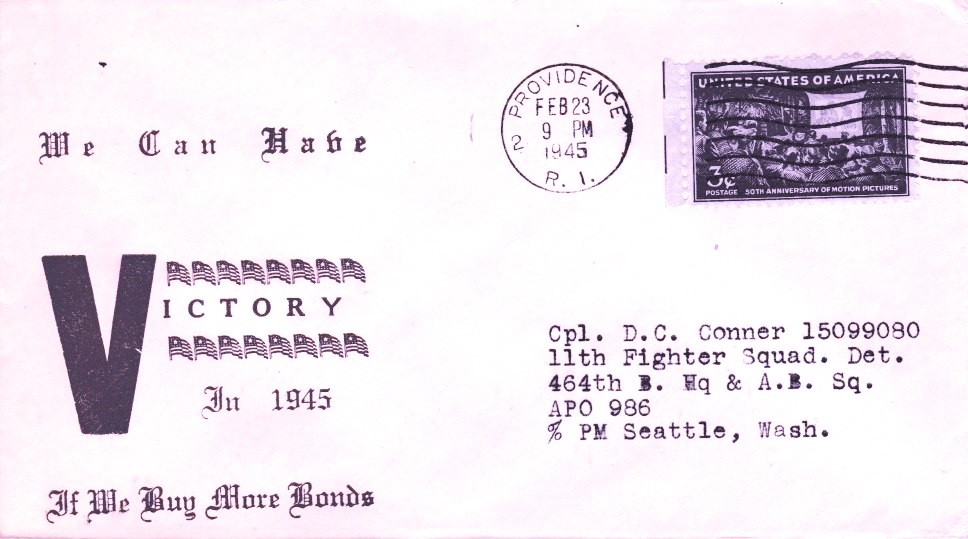 We Can Have
VICTORY
In 1945
If We Buy More Bonds
PROVIDENCE
FEB 23
9 PM
1945
2
R. I.
UNITED STATES OF AMERICA
3¢
POSTAGE 50TH ANNIVERSARY OF MOTION PICTURES
Cpl. D.C. Conner 15099080
11th Fighter Squad. Det.
464th B. Hq & A.B. Sq.
APO 986
% PM Seattle, Wash.